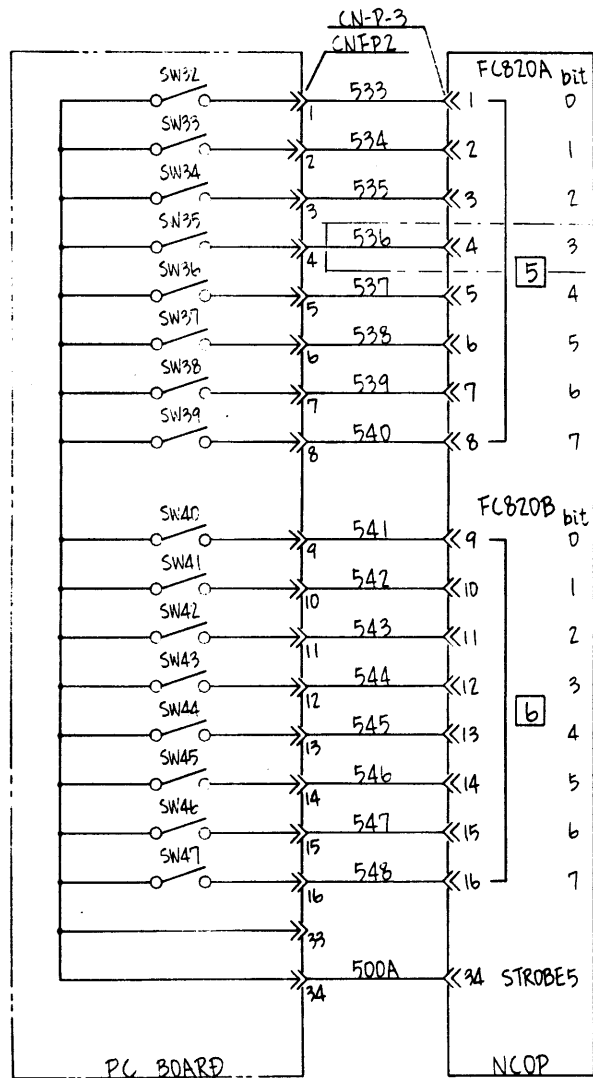 CN-P-3
CNFP2
FC820A bit
SW32 1 533 1 0
SW33 2 534 2 1
SW34 3 535 3 2
SW35 4 536 4 3
5
SW36 5 537 5 4
SW37 6 538 6 5
SW38 7 539 7 6
SW39 8 540 8 7
FC820B bit
SW40 9 541 9 0
SW41 10 542 10 1
SW42 11 543 11 2
SW43 12 544 12 3
6
SW44 13 545 13 4
SW45 14 546 14 5
SW46 15 547 15 6
SW47 16 548 16 7
33
34 500A 34 STROBE5
PC BOARD NCOP